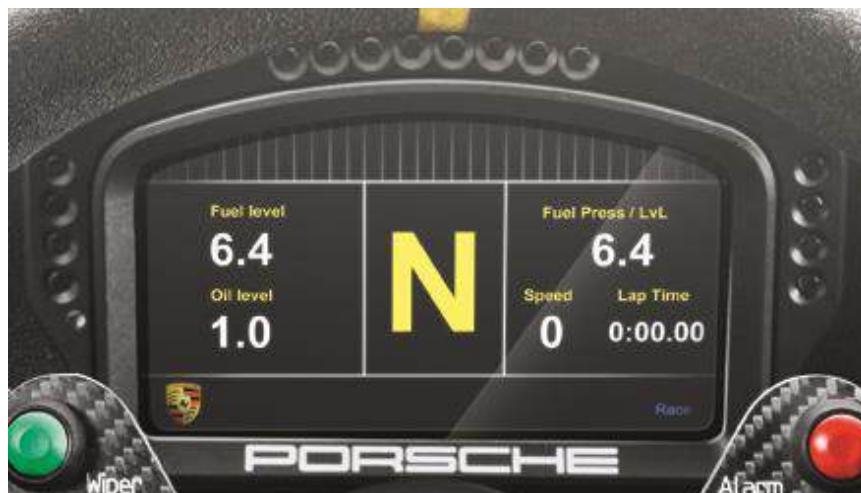 Fuel level
6.4
Oil level
1.0
N
Fuel Press / LvL
6.4
Speed Lap Time
0 0:00.00
Race
PORSCHE
Wiper
Alarm